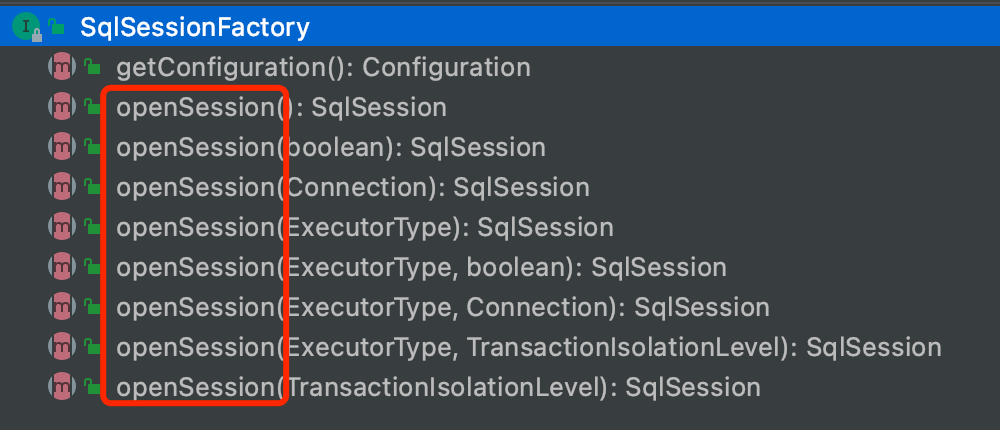 SqlSessionFactory
getConfiguration(): Configuration
openSession(): SqlSession
openSession(boolean): SqlSession
openSession(Connection): SqlSession
openSession(ExecutorType): SqlSession
openSession(ExecutorType, boolean): SqlSession
openSession(ExecutorType, Connection): SqlSession
openSession(ExecutorType, TransactionIsolationLevel): SqlSession
openSession(TransactionIsolationLevel): SqlSession